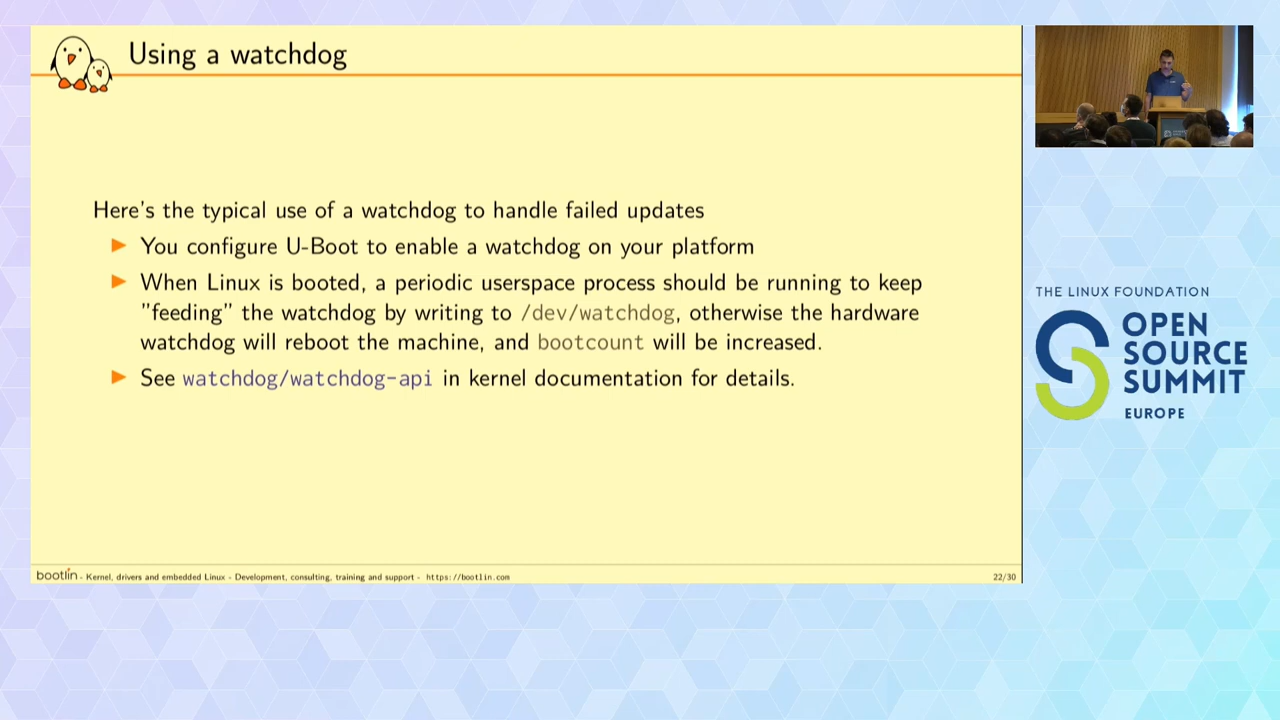 Using a watchdog
Here's the typical use of a watchdog to handle failed updates
You configure U-Boot to enable a watchdog on your platform
When Linux is booted, a periodic userspace process should be running to keep
"feeding" the watchdog by writing to /dev/watchdog, otherwise the hardware
watchdog will reboot the machine, and bootcount will be increased.
See watchdog/watchdog-api in kernel documentation for details.
bootlin - Kernel, drivers and embedded Linux - Development, consulting, training and support - https://bootlin.com
22/30
THE LINUX FOUNDATION
OPEN
SOURCE
SUMMIT
EUROPE